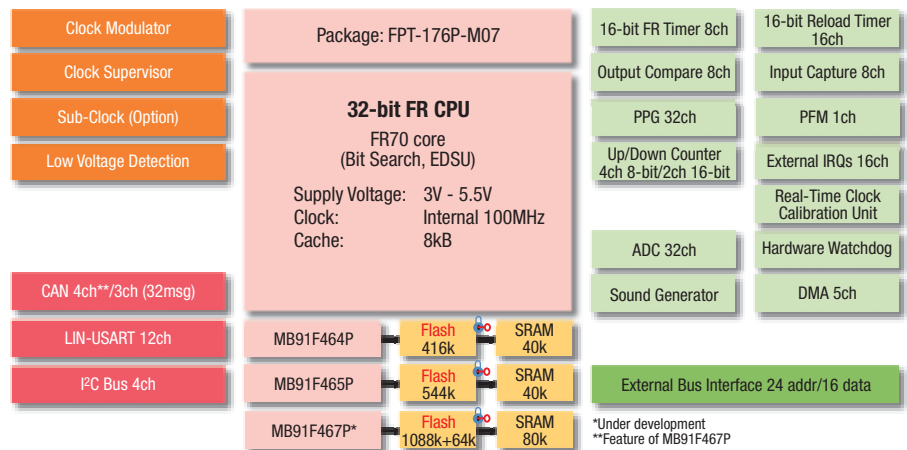 Clock Modulator
Clock Supervisor
Sub-Clock (Option)
Low Voltage Detection
CAN 4ch**/3ch (32msg)
LIN-USART 12ch
I²C Bus 4ch
Package: FPT-176P-M07
32-bit FR CPU
FR70 core
(Bit Search, EDSU)
Supply Voltage: 3V - 5.5V
Clock: Internal 100MHz
Cache: 8kB
MB91F464P
Flash
416k
SRAM
40k
MB91F465P
Flash
544k
SRAM
40k
MB91F467P*
Flash
1088k+64k
SRAM
80k
16-bit FR Timer 8ch
16-bit Reload Timer
16ch
Output Compare 8ch
Input Capture 8ch
PPG 32ch
PFM 1ch
Up/Down Counter
4ch 8-bit/2ch 16-bit
External IRQs 16ch
Real-Time Clock
Calibration Unit
ADC 32ch
Hardware Watchdog
Sound Generator
DMA 5ch
External Bus Interface 24 addr/16 data
*Under development
**Feature of MB91F467P